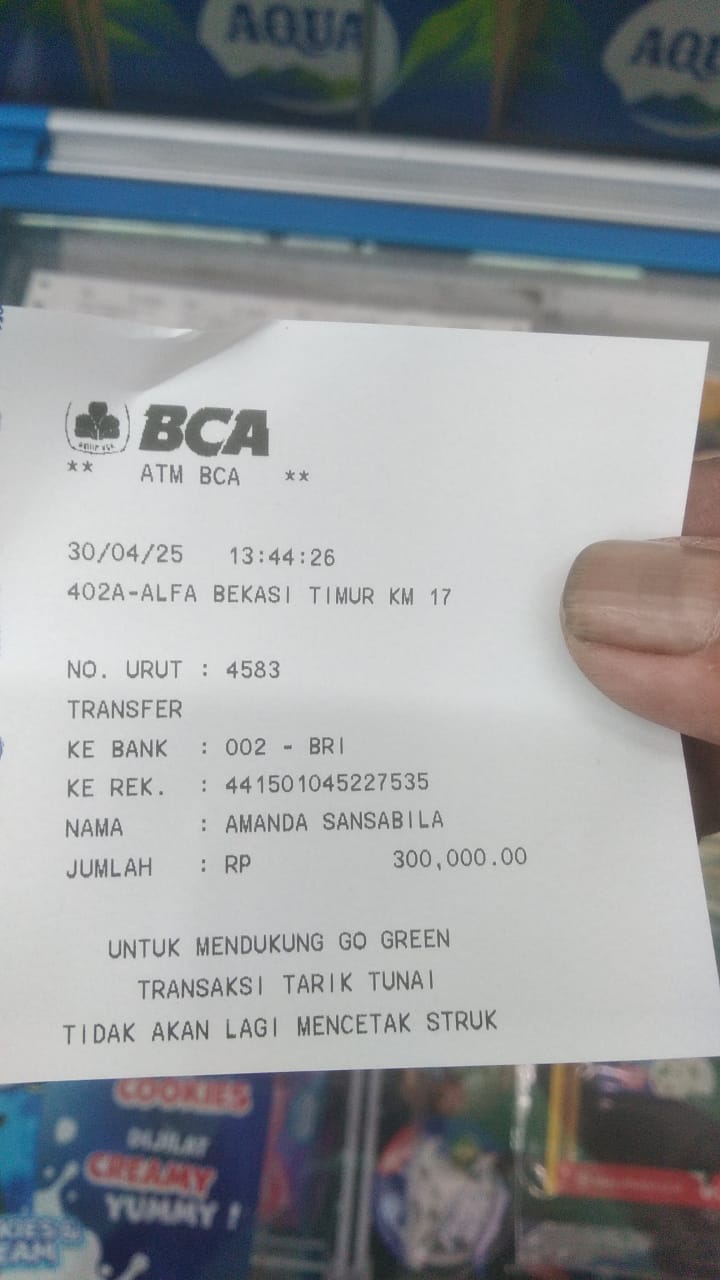 AQUA
BCA
** ATM BCA **
30/04/25 13:44:26
402A-ALFA BEKASI TIMUR KM 17
NO. URUT : 4583
TRANSFER
KE BANK : 002 - BRI
KE REK. : 441501045227535
NAMA : AMANDA SANSABILA
JUMLAH : RP 300,000.00
UNTUK MENDUKUNG GO GREEN
TRANSAKSI TARIK TUNAI
TIDAK AKAN LAGI MENCETAK STRUK
COOKIES
DIJILAT
CREAMY
YUMMY !